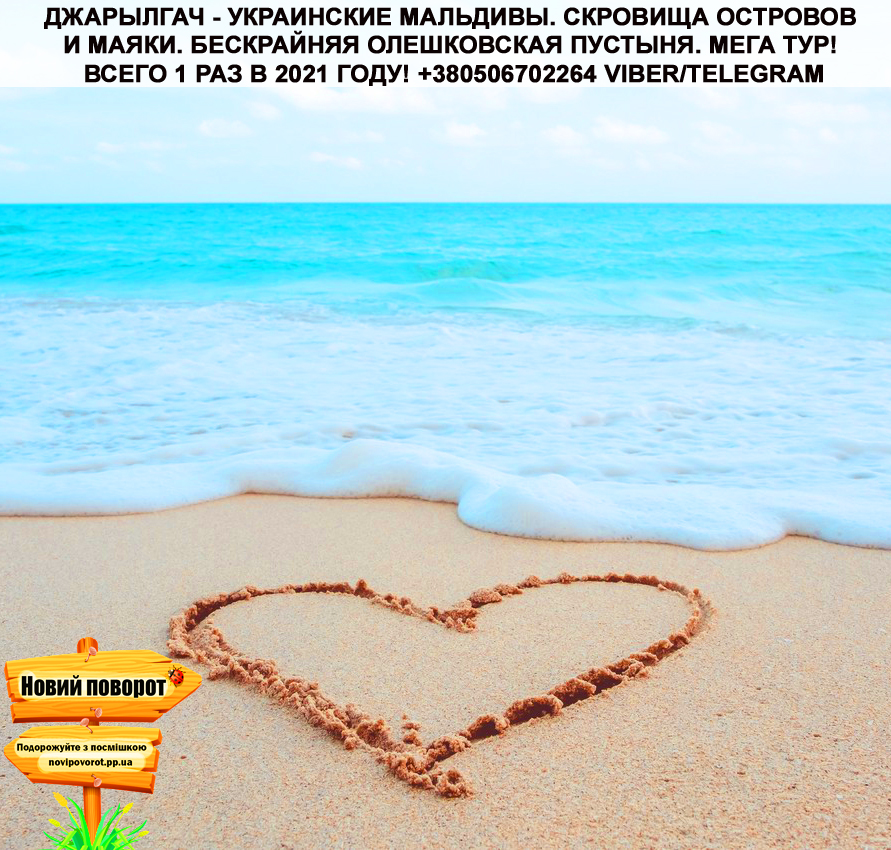 ДЖАРЫЛГАЧ - УКРАИНСКИЕ МАЛЬДИВЫ. СКРОВИЩА ОСТРОВОВ
И МАЯКИ. БЕСКРАЙНЯЯ ОЛЕШКОВСКАЯ ПУСТЫНЯ. МЕГА ТУР!
ВСЕГО 1 РАЗ В 2021 ГОДУ! +380506702264 VIBER/TELEGRAM
Новий поворот
Подорожуйте з посмішкою
novipovorot.pp.ua